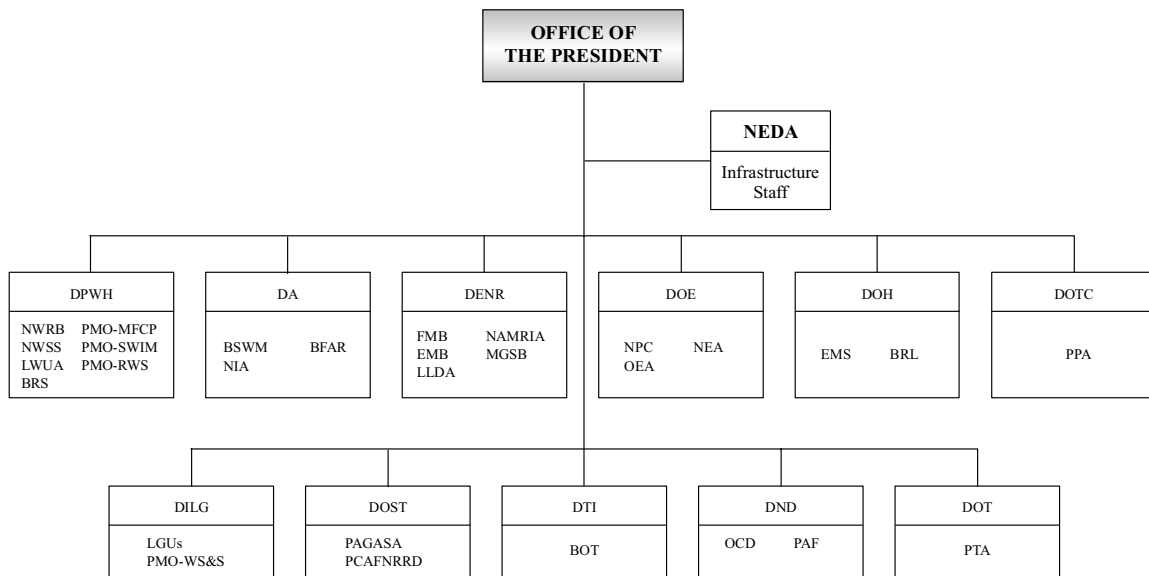 OFFICE OF
THE PRESIDENT
NEDA
Infrastructure
Staff
DPWH
NWRB PMO-MFCP
NWSS PMO-SWIM
LWUA PMO-RWS
BRS
DA
BSWM BFAR
NIA
DENR
FMB NAMRIA
EMB MGSB
LLDA
DOE
NPC NEA
OEA
DOH
EMS BRL
DOTC
PPA
DILG
LGUs
PMO-WS&S
DOST
PAGASA
PCAFNRRD
DTI
BOT
DND
OCD PAF
DOT
PTA